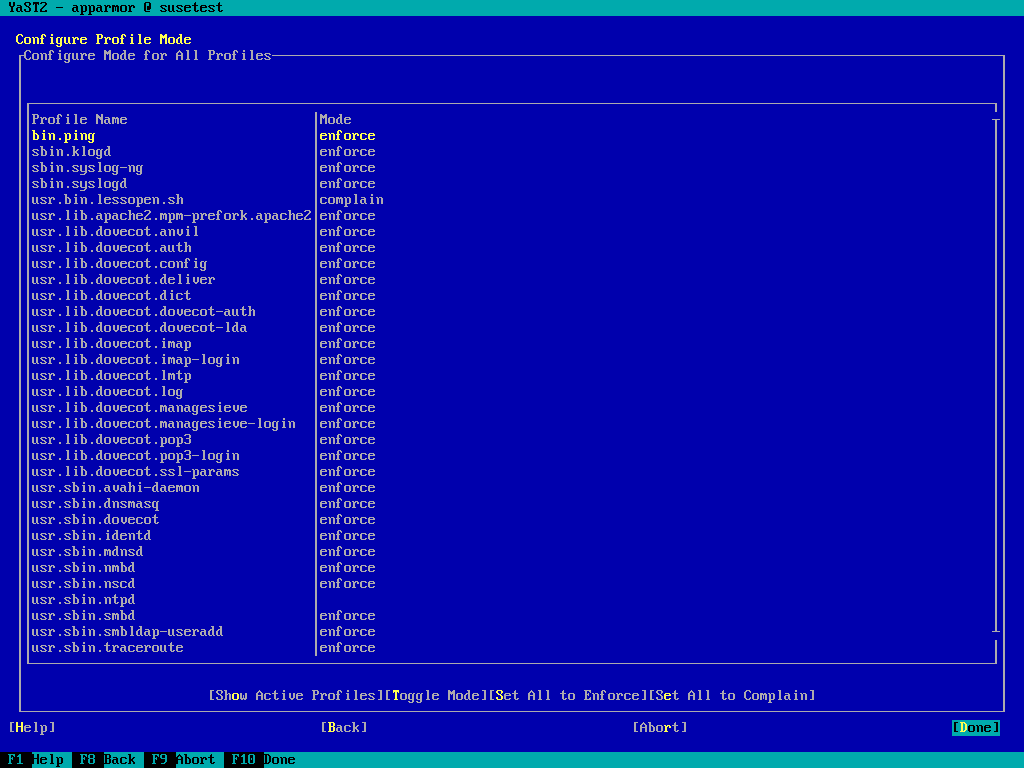 YaST2 - apparmor @ susetest
Configure Profile Mode
Configure Mode for All Profiles
Profile Name Mode
bin.ping enforce
sbin.klogd enforce
sbin.syslog-ng enforce
sbin.syslogd enforce
usr.bin.lessopen.sh complain
usr.lib.apache2.mpm-prefork.apache2 enforce
usr.lib.dovecot.anvil enforce
usr.lib.dovecot.auth enforce
usr.lib.dovecot.config enforce
usr.lib.dovecot.deliver enforce
usr.lib.dovecot.dict enforce
usr.lib.dovecot.dovecot-auth enforce
usr.lib.dovecot.dovecot-lda enforce
usr.lib.dovecot.imap enforce
usr.lib.dovecot.imap-login enforce
usr.lib.dovecot.lmtp enforce
usr.lib.dovecot.log enforce
usr.lib.dovecot.managesieve enforce
usr.lib.dovecot.managesieve-login enforce
usr.lib.dovecot.pop3 enforce
usr.lib.dovecot.pop3-login enforce
usr.lib.dovecot.ssl-params enforce
usr.sbin.avahi-daemon enforce
usr.sbin.dnsmasq enforce
usr.sbin.dovecot enforce
usr.sbin.identd enforce
usr.sbin.mdnsd enforce
usr.sbin.nmbd enforce
usr.sbin.nscd enforce
usr.sbin.ntpd
usr.sbin.smbd enforce
usr.sbin.smbldap-useradd enforce
usr.sbin.traceroute enforce
[Show Active Profiles][Toggle Mode][Set All to Enforce][Set All to Complain]
[Help] [Back] [Abort] [Done]
F1 Help F8 Back F9 Abort F10 Done